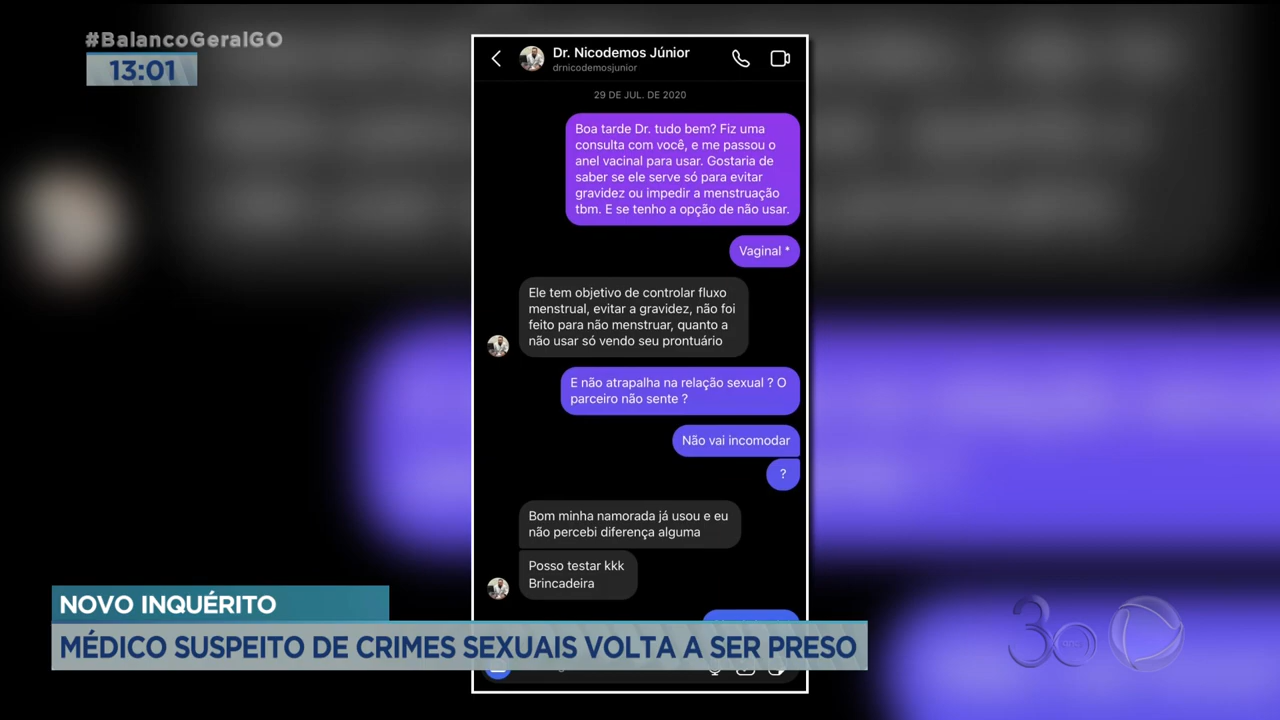 #BalancoGeralGO
13:01
Dr. Nicodemos Júnior
drnicodemosjunior
29 DE JUL. DE 2020
Boa tarde Dr. tudo bem? Fiz uma
consulta com você, e me passou o
anel vacinal para usar. Gostaria de
saber se ele serve só para evitar
gravidez ou impedir a menstruação
tbm. E se tenho a opção de não usar.
Vaginal *
Ele tem objetivo de controlar fluxo
menstrual, evitar a gravidez, não foi
feito para não menstruar, quanto a
não usar só vendo seu prontuário
E não atrapalha na relação sexual ? O
parceiro não sente ?
Não vai incomodar
?
Bom minha namorada já usou e eu
não percebi diferença alguma
Posso testar kkk
Brincadeira
NOVO INQUÉRITO
MÉDICO SUSPEITO DE CRIMES SEXUAIS VOLTA A SER PRESO
30